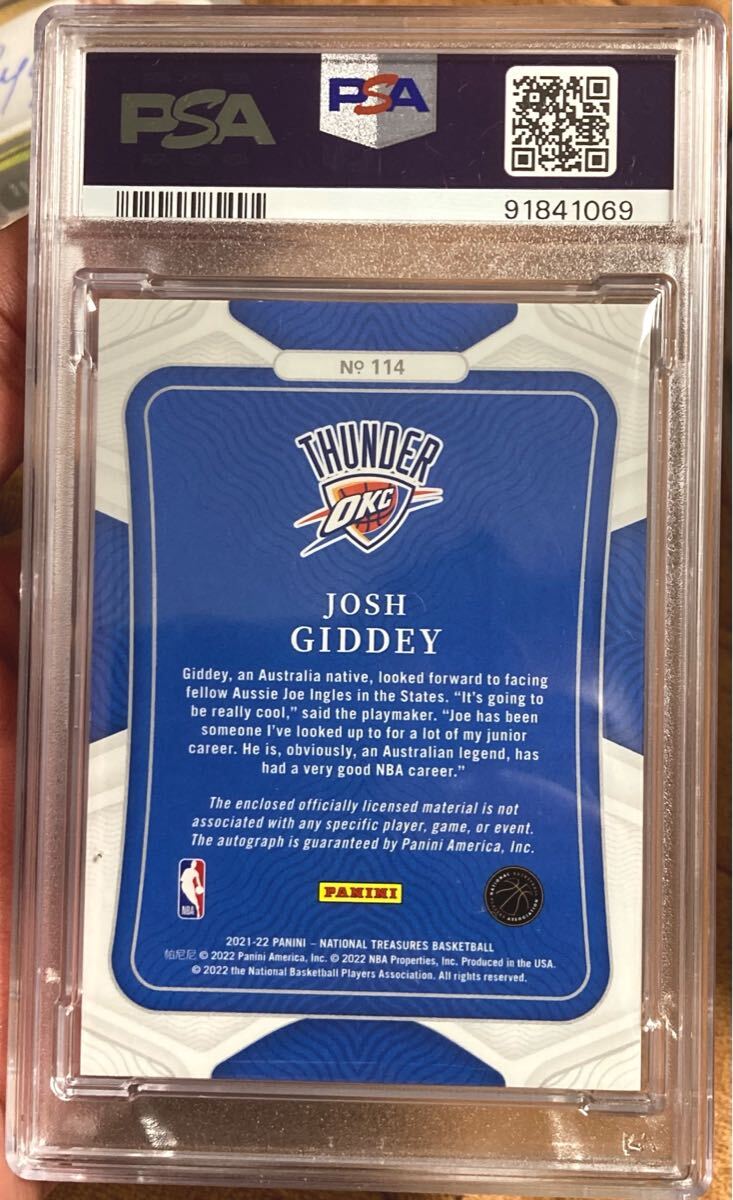 PSA
PSA
91841069
Nº 114
THUNDER
OKC
JOSH
GIDDEY
Giddey, an Australia native, looked forward to facing
fellow Aussie Joe Ingles in the States. “It’s going to
be really cool,” said the playmaker. “Joe has been
someone I’ve looked up to for a lot of my junior
career. He is, obviously, an Australian legend, has
had a very good NBA career.”
The enclosed officially licensed material is not
associated with any specific player, game, or event.
The autograph is guaranteed by Panini America, Inc.
NBA
PANINI
NATIONAL BASKETBALL
PLAYERS ASSOCIATION
2021-22 PANINI – NATIONAL TREASURES BASKETBALL
帕尼尼 © 2022 Panini America, Inc. © 2022 NBA Properties, Inc. Produced in the USA.
© 2022 the National Basketball Players Association. All rights reserved.